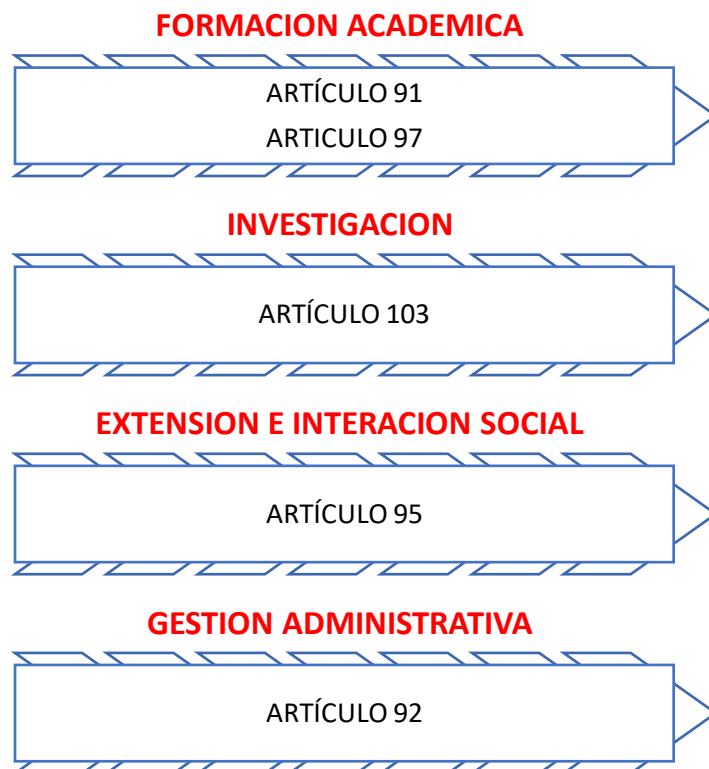 FORMACION ACADEMICA
ARTÍCULO 91
ARTICULO 97
INVESTIGACION
ARTÍCULO 103
EXTENSION E INTERACION SOCIAL
ARTÍCULO 95
GESTION ADMINISTRATIVA
ARTÍCULO 92